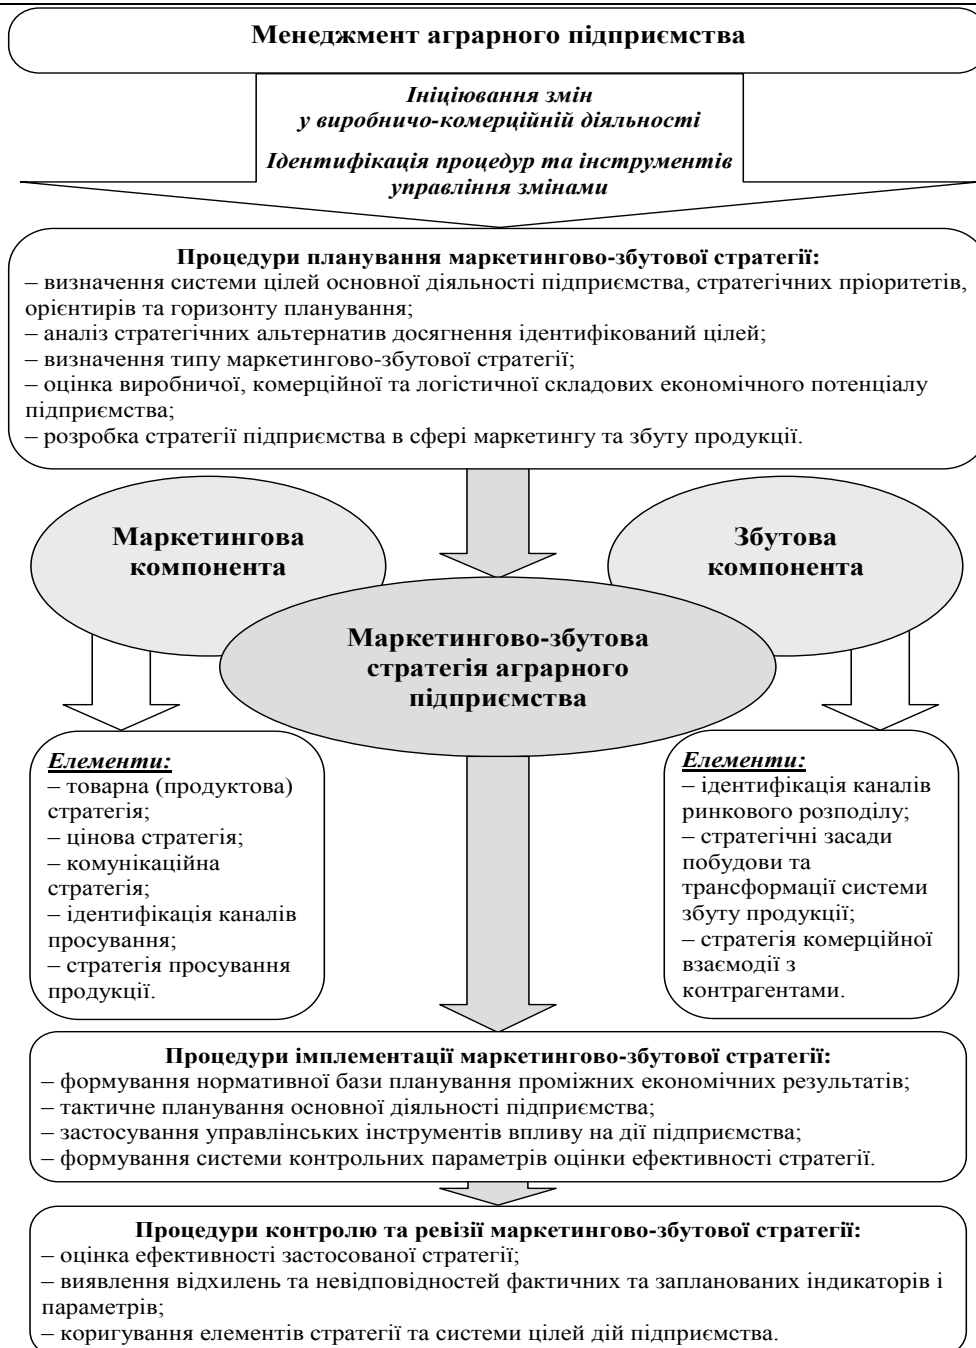 Менеджмент аграрного підприємства
Ініціювання змін
у виробничо-комерційній діяльності
Ідентифікація процедур та інструментів
управління змінами
Процедури планування маркетингово-збутової стратегії:
– визначення системи цілей основної діяльності підприємства, стратегічних пріоритетів,
орієнтирів та горизонту планування;
– аналіз стратегічних альтернатив досягнення ідентифікований цілей;
– визначення типу маркетингово-збутової стратегії;
– оцінка виробничої, комерційної та логістичної складових економічного потенціалу
підприємства;
– розробка стратегії підприємства в сфері маркетингу та збуту продукції.
Маркетингова
компонента
Збутова
компонента
Маркетингово-збутова
стратегія аграрного
підприємства
Елементи:
– товарна (продуктова)
стратегія;
– цінова стратегія;
– комунікаційна
стратегія;
– ідентифікація каналів
просування;
– стратегія просування
продукції.
Елементи:
– ідентифікація каналів
ринкового розподілу;
– стратегічні засади
побудови та
трансформації системи
збуту продукції;
– стратегія комерційної
взаємодії з
контрагентами.
Процедури імплементації маркетингово-збутової стратегії:
– формування нормативної бази планування проміжних економічних результатів;
– тактичне планування основної діяльності підприємства;
– застосування управлінських інструментів впливу на дії підприємства;
– формування системи контрольних параметрів оцінки ефективності стратегії.
Процедури контролю та ревізії маркетингово-збутової стратегії:
– оцінка ефективності застосованої стратегії;
– виявлення відхилень та невідповідностей фактичних та запланованих індикаторів і
параметрів;
– коригування елементів стратегії та системи цілей дій підприємства.